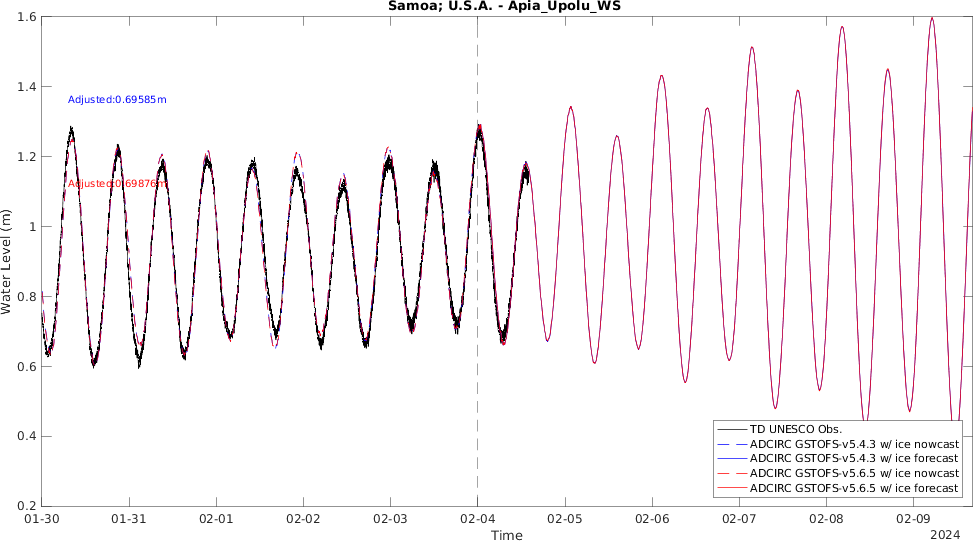 Samoa; U.S.A. - Apia_Upolu_WS
1.6
1.4
1.2
1
0.8
0.6
0.4
0.2
Water Level (m)
Adjusted:0.69585m
Adjusted:0.69876m
TD UNESCO Obs.
ADCIRC GSTOFS-v5.4.3 w/ ice nowcast
ADCIRC GSTOFS-v5.4.3 w/ ice forecast
ADCIRC GSTOFS-v5.6.5 w/ ice nowcast
ADCIRC GSTOFS-v5.6.5 w/ ice forecast
01-30 01-31 02-01 02-02 02-03 02-04 02-05 02-06 02-07 02-08 02-09
Time
2024